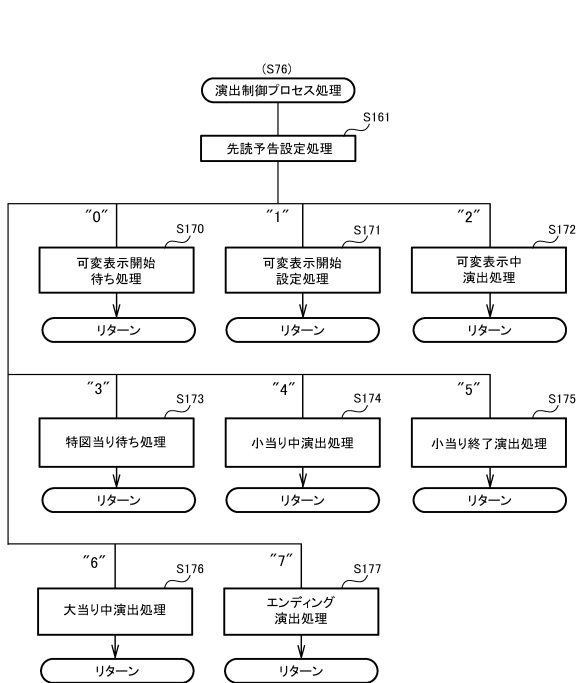 (S76)
演出制御プロセス処理
S161
先読予告設定処理
"0"
"1"
"2"
S170
S171
S172
可変表示開始
待ち処理
可変表示開始
設定処理
可変表示中
演出処理
リターン
リターン
リターン
"3"
"4"
"5"
S173
S174
S175
特図当り待ち処理
小当り中演出処理
小当り終了演出処理
リターン
リターン
リターン
"6"
"7"
S176
S177
大当り中演出処理
エンディング
演出処理
リターン
リターン